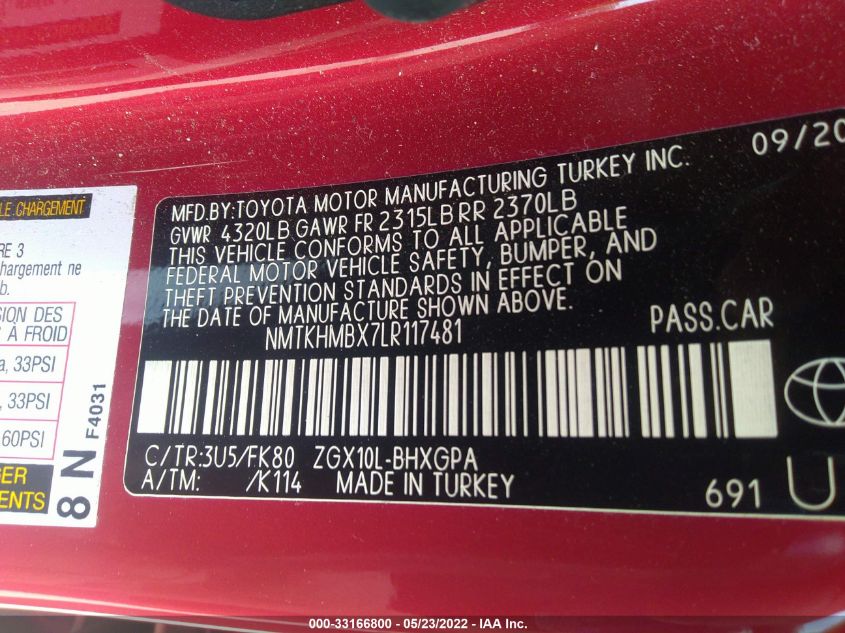 LE CHARGEMENT
RE 3
chargement ne
b.
SION DES
À FROID
a, 33PSI
, 33PSI
60PSI
GER
ENTS
8 N
F4031
09/20
MFD.BY:TOYOTA MOTOR MANUFACTURING TURKEY INC.
GVWR 4320LB GAWR FR 2315LB RR 2370LB
THIS VEHICLE CONFORMS TO ALL APPLICABLE
FEDERAL MOTOR VEHICLE SAFETY, BUMPER, AND
THEFT PREVENTION STANDARDS IN EFFECT ON
THE DATE OF MANUFACTURE SHOWN ABOVE.
NMTKHMBX7LR117481 PASS.CAR
C/TR:3U5/FK80 ZGX10L-BHXGPA
A/TM: /K114 MADE IN TURKEY
691 U
000-33166800 - 05/23/2022 - IAA Inc.